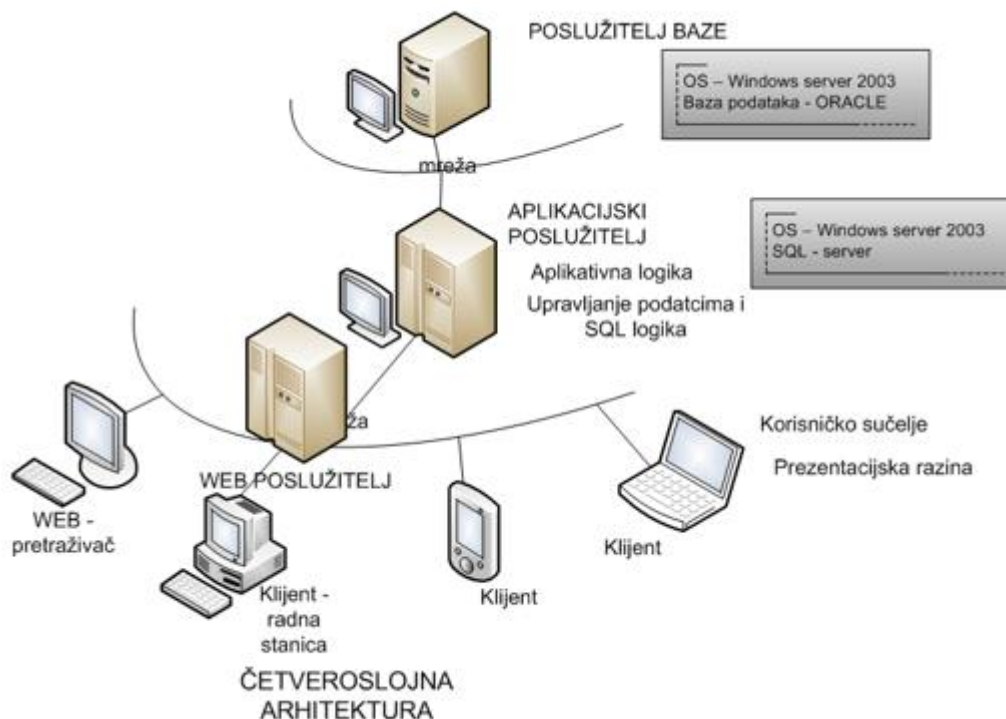 POSLUŽITELJ BAZE
OS – Windows server 2003
Baza podataka - ORACLE
mreža
APLIKACIJSKI
POSLUŽITELJ
OS – Windows server 2003
SQL - server
Aplikativna logika
Upravljanje podatcima i
SQL logika
ža
Korisničko sučelje
Prezentacijska razina
WEB POSLUŽITELJ
WEB -
pretraživač
Klijent
Klijent -
radna
stanica
Klijent
ČETVEROSLOJNA
ARHITEKTURA